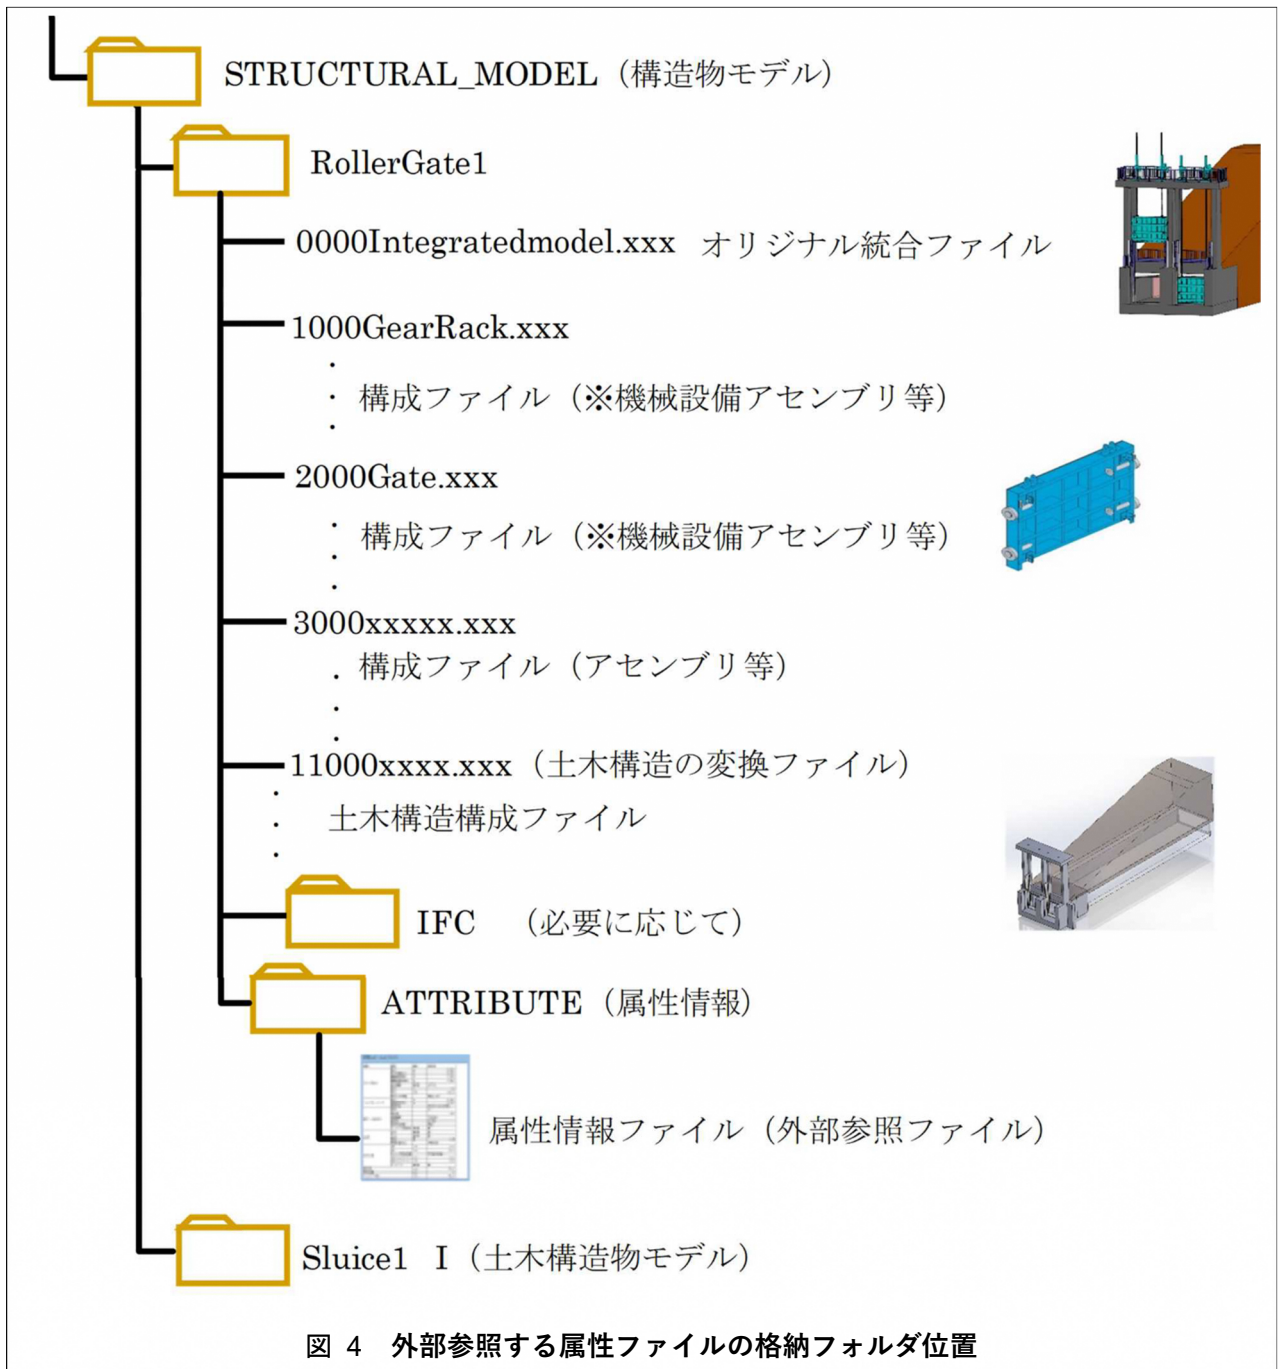 STRUCTURAL_MODEL（構造物モデル）
RollerGate1
0000Integratedmodel.xxx オリジナル統合ファイル
1000GearRack.xxx
構成ファイル（※機械設備アセンブリ等）
2000Gate.xxx
構成ファイル（※機械設備アセンブリ等）
3000xxxxx.xxx
構成ファイル（アセンブリ等）
11000xxxx.xxx（土木構造の変換ファイル）
土木構造構成ファイル
IFC （必要に応じて）
ATTRIBUTE（属性情報）
属性情報ファイル（外部参照ファイル）
Sluice1 I（土木構造物モデル）
図 4 外部参照する属性ファイルの格納フォルダ位置